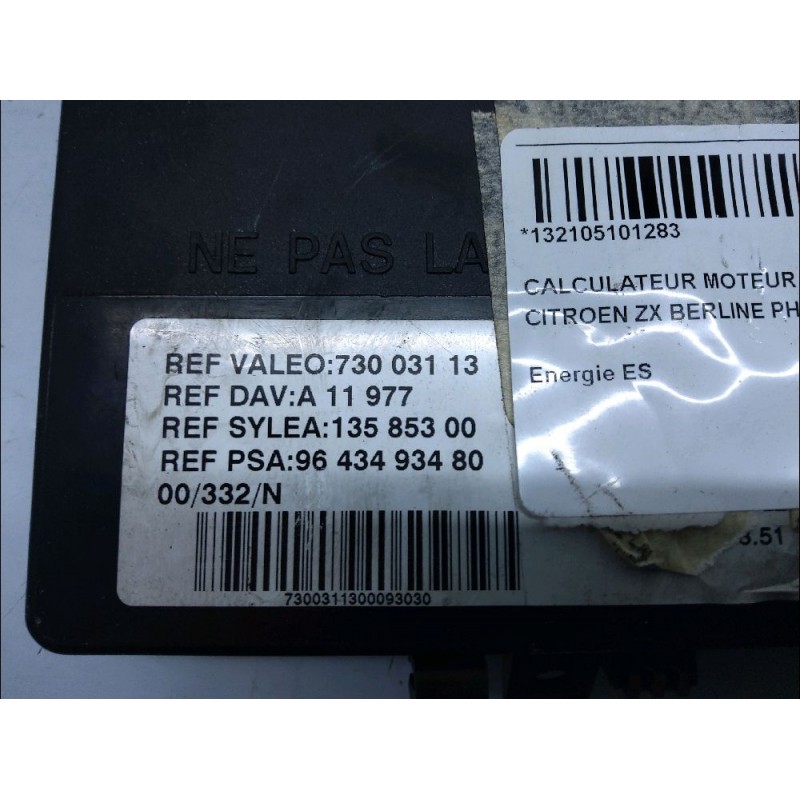 NE PAS LA
REF VALEO:730 031 13
REF DAV:A 11 977
REF SYLEA:135 853 00
REF PSA:96 434 934 80
00/332/N
7300311300093030
*132105101283
CALCULATEUR MOTEUR
CITROEN ZX BERLINE PH
Energie ES
.51